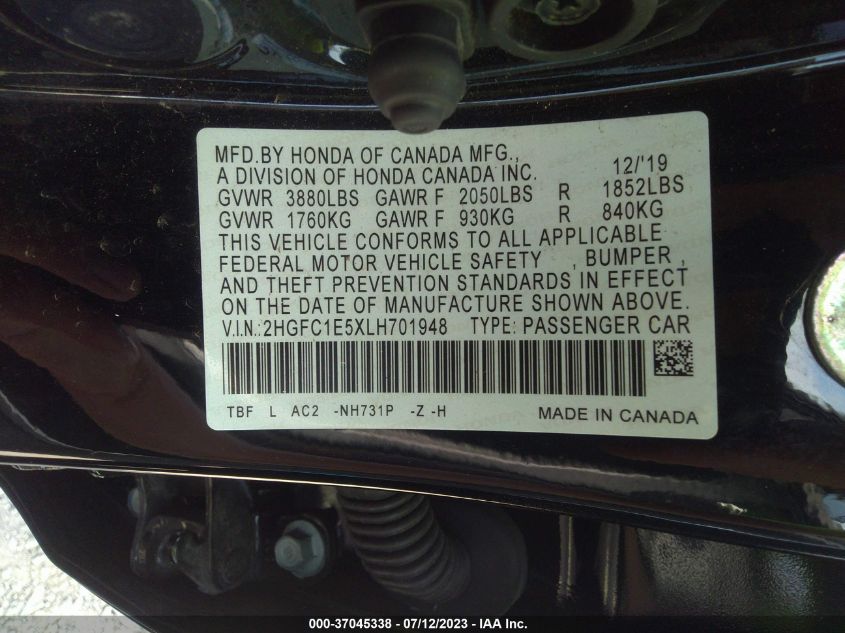 MFD.BY HONDA OF CANADA MFG., 12/'19
A DIVISION OF HONDA CANADA INC.
GVWR 3880LBS GAWR F 2050LBS R 1852LBS
GVWR 1760KG GAWR F 930KG R 840KG
THIS VEHICLE CONFORMS TO ALL APPLICABLE
FEDERAL MOTOR VEHICLE SAFETY , BUMPER ,
AND THEFT PREVENTION STANDARDS IN EFFECT
ON THE DATE OF MANUFACTURE SHOWN ABOVE.
V.I.N.: 2HGFC1E5XLH701948 TYPE: PASSENGER CAR
TBF L AC2 -NH731P -Z -H MADE IN CANADA
000-37045338 - 07/12/2023 - IAA Inc.